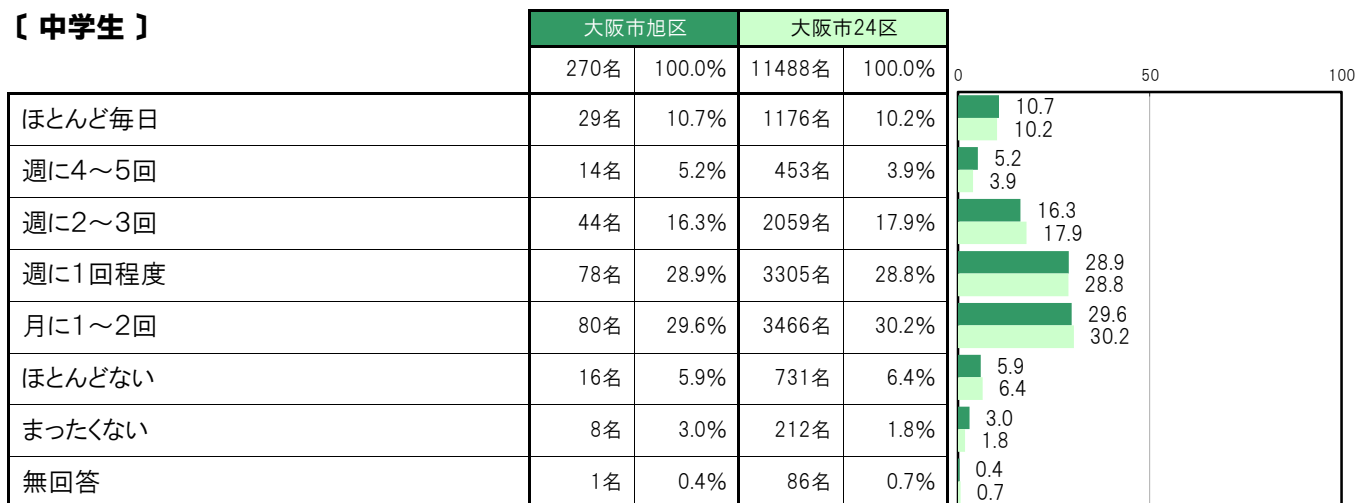 〔 中学生 〕
大阪市旭区 大阪市24区
270名 100.0% 11488名 100.0%
0 50 100
ほとんど毎日 29名 10.7% 1176名 10.2% 10.7
10.2
週に4～5回 14名 5.2% 453名 3.9% 5.2
3.9
週に2～3回 44名 16.3% 2059名 17.9% 16.3
17.9
週に1回程度 78名 28.9% 3305名 28.8% 28.9
28.8
月に1～2回 80名 29.6% 3466名 30.2% 29.6
30.2
ほとんどない 16名 5.9% 731名 6.4% 5.9
6.4
まったくない 8名 3.0% 212名 1.8% 3.0
1.8
無回答 1名 0.4% 86名 0.7% 0.4
0.7